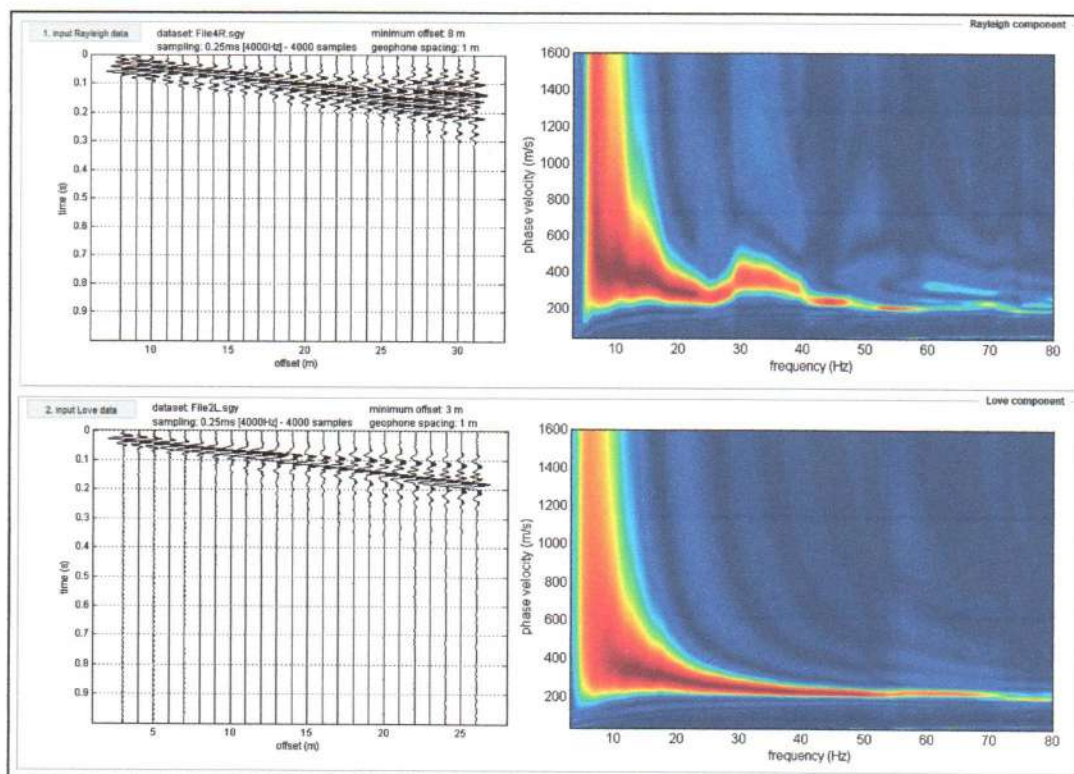 Rayleigh component
1. input Rayleigh data
dataset: File4R.sgy
minimum offset: 8 m
sampling: 0.25ms [4000Hz] - 4000 samples
geophone spacing: 1 m
time (s)
0
0.1
0.2
0.3
0.4
0.5
0.6
0.7
0.8
0.9
10 15 20 25 30
offset (m)
phase velocity (m/s)
1600
1400
1200
1000
800
600
400
200
10 20 30 40 50 60 70 80
frequency (Hz)
Love component
2. input Love data
dataset: File2L.sgy
minimum offset: 3 m
sampling: 0.25ms [4000Hz] - 4000 samples
geophone spacing: 1 m
time (s)
0
0.1
0.2
0.3
0.4
0.5
0.6
0.7
0.8
0.9
5 10 15 20 25
offset (m)
phase velocity (m/s)
1600
1400
1200
1000
800
600
400
200
10 20 30 40 50 60 70 80
frequency (Hz)